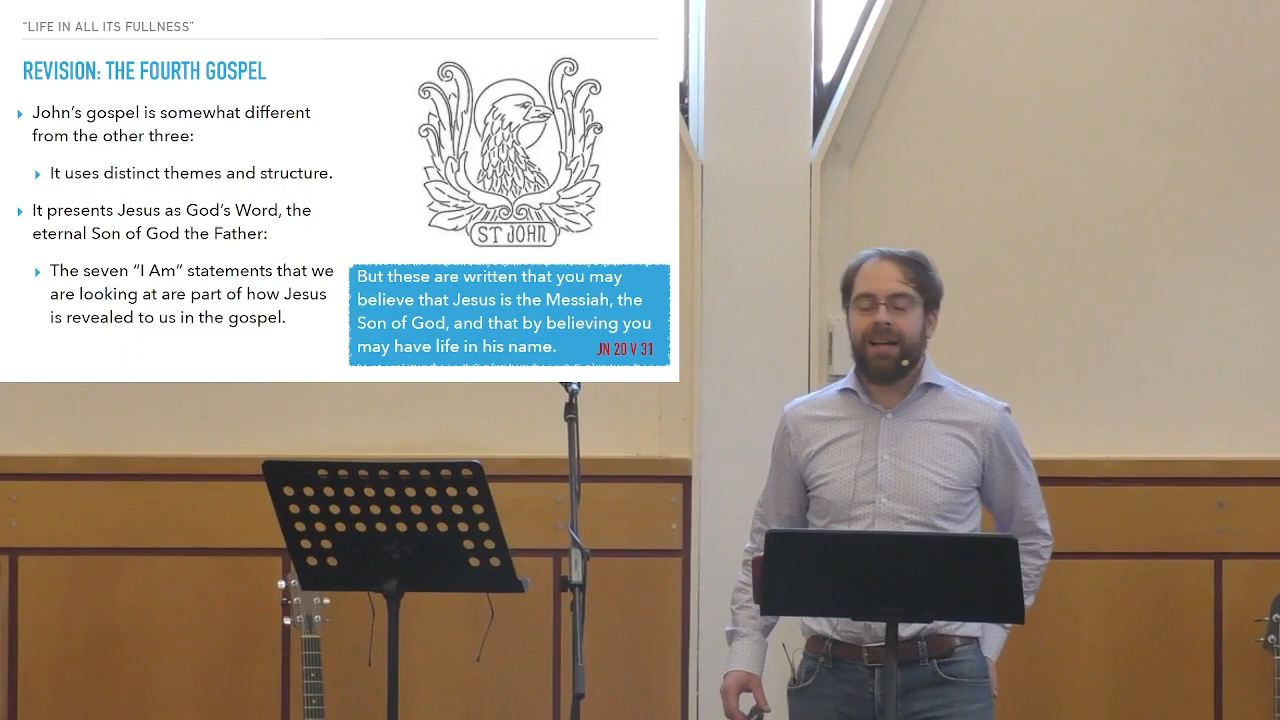 “LIFE IN ALL ITS FULLNESS”
REVISION: THE FOURTH GOSPEL
John’s gospel is somewhat different
from the other three:
It uses distinct themes and structure.
It presents Jesus as God’s Word, the
eternal Son of God the Father:
The seven “I Am” statements that we
are looking at are part of how Jesus
is revealed to us in the gospel.
ST JOHN
But these are written that you may
believe that Jesus is the Messiah, the
Son of God, and that by believing you
may have life in his name.
JN 20 V 31